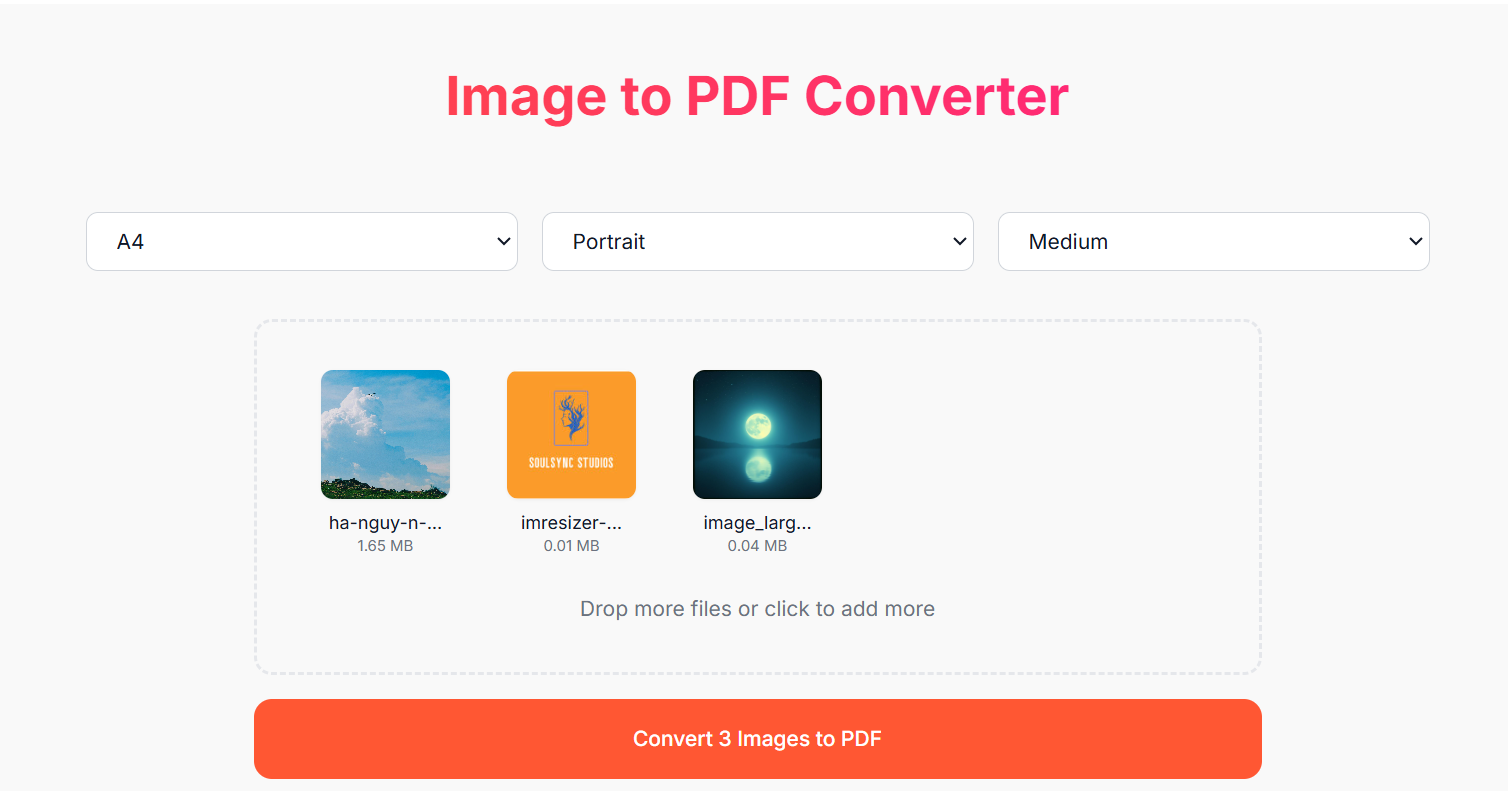 Image to PDF Converter
A4
Portrait
Medium
SOULSYNC STUDIOS
ha-nguy-n-...
imresizer-...
image_larg...
1.65 MB
0.01 MB
0.04 MB
Drop more files or click to add more
Convert 3 Images to PDF